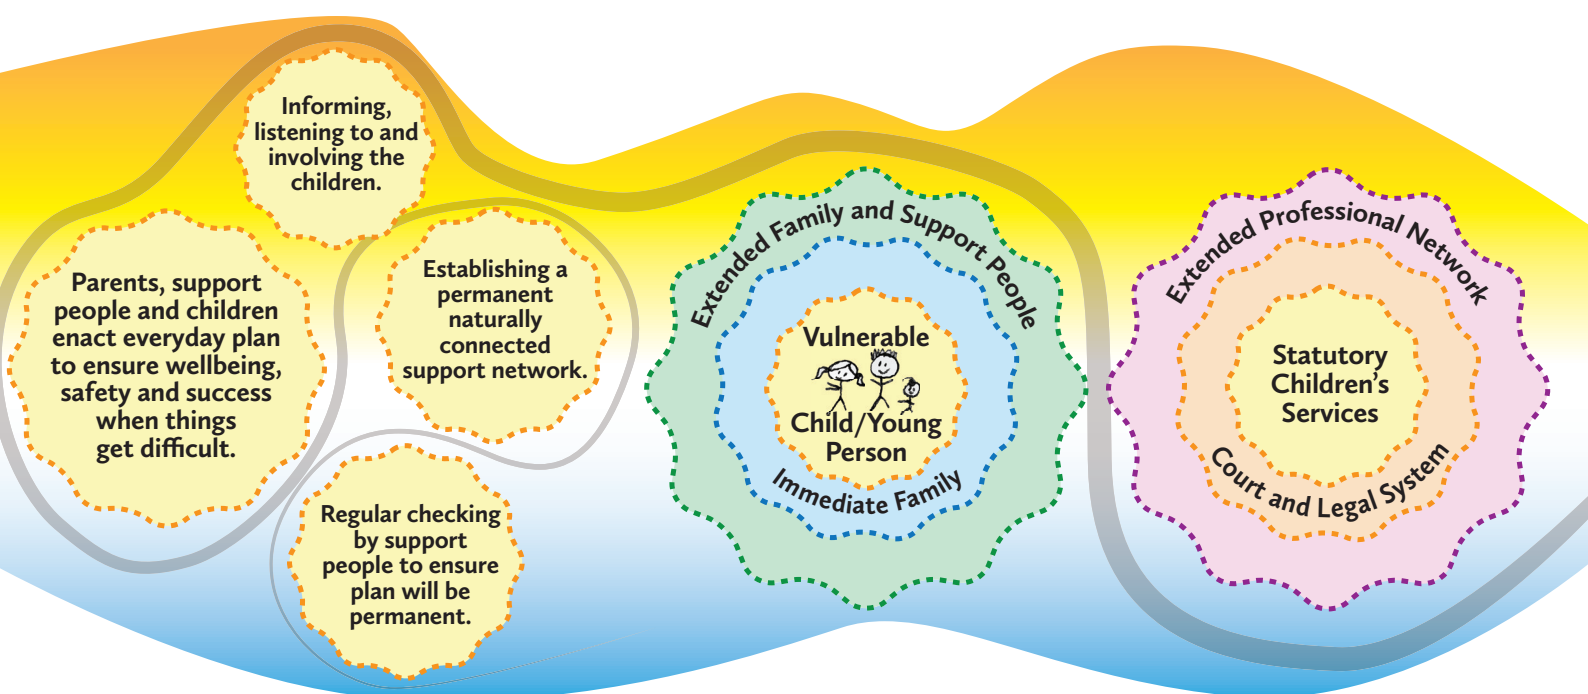 Informing,
listening to and
involving the
children.
Parents, support
people and children
enact everyday plan
to ensure wellbeing,
safety and success
when things
get difficult.
Establishing a
permanent
naturally
connected
support network.
Regular checking
by support
people to ensure
plan will be
permanent.
Extended Family and Support People
Vulnerable
Child/Young
Person
Immediate Family
Extended Professional Network
Statutory
Children’s
Services
Court and Legal System